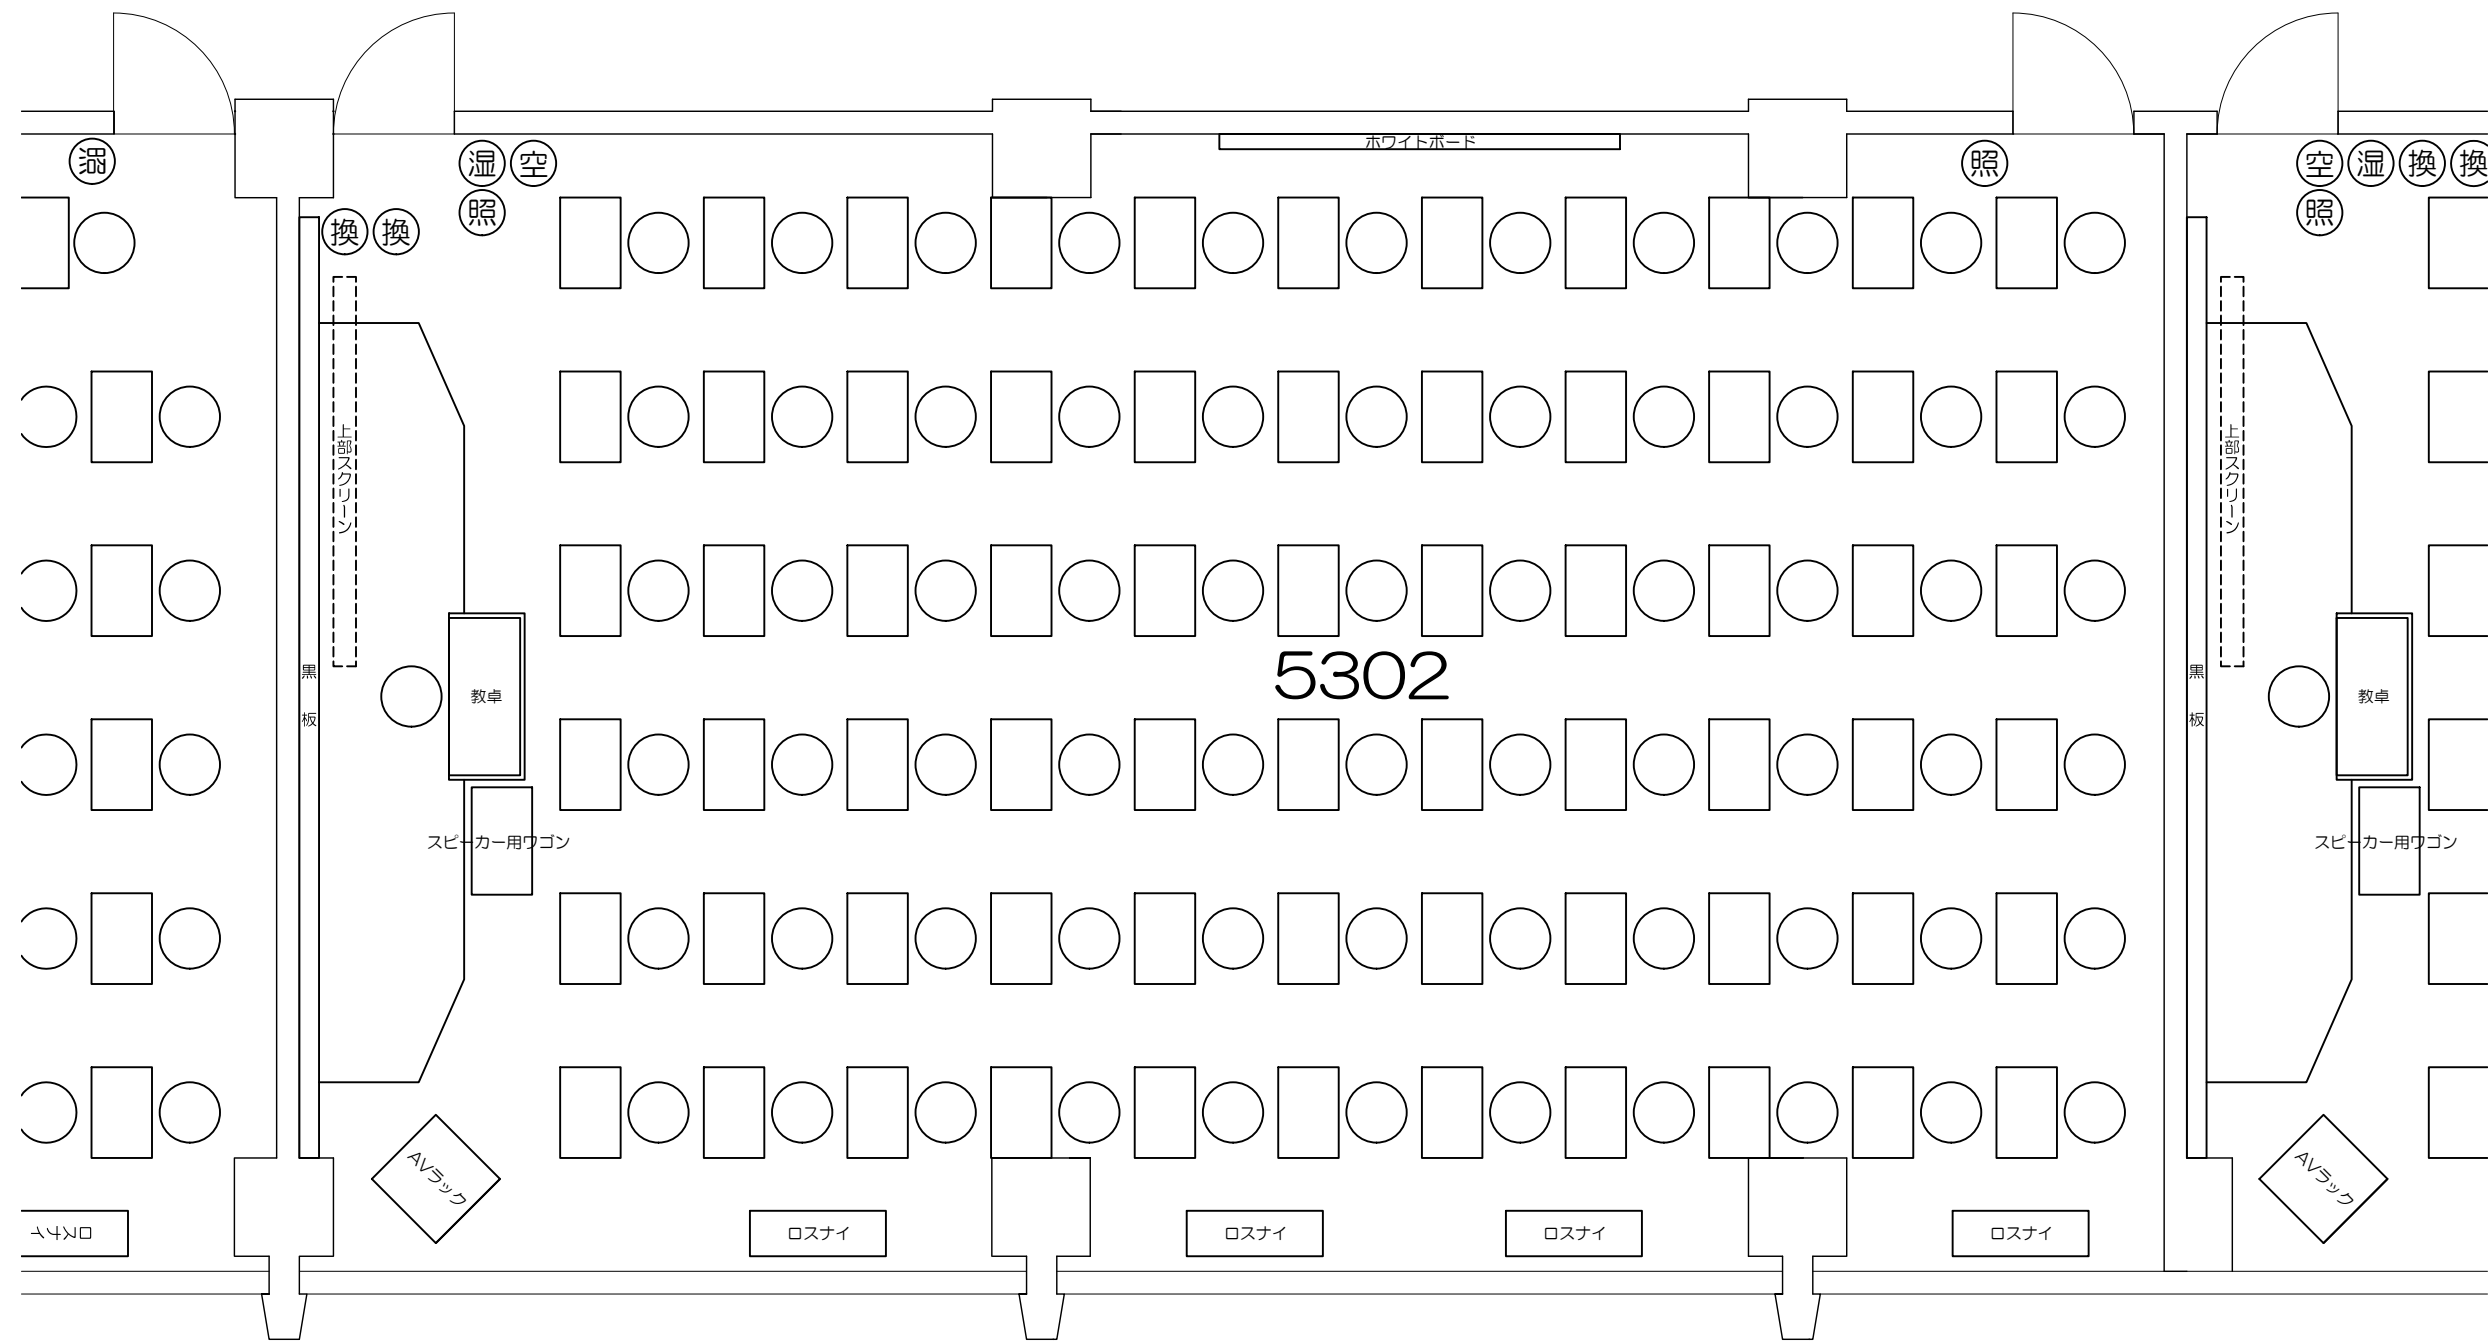 ホワイトボード
湿 湿 空 照 空 湿 換 換
照 照
換 換
上部スクリーン
上部スクリーン
5302
黒板
教卓
黒板
教卓
スピーカー用ワゴン
スピーカー用ワゴン
AVラック
AVラック
ロスナイ
ロスナイ
ロスナイ
ロスナイ
ロスナイ